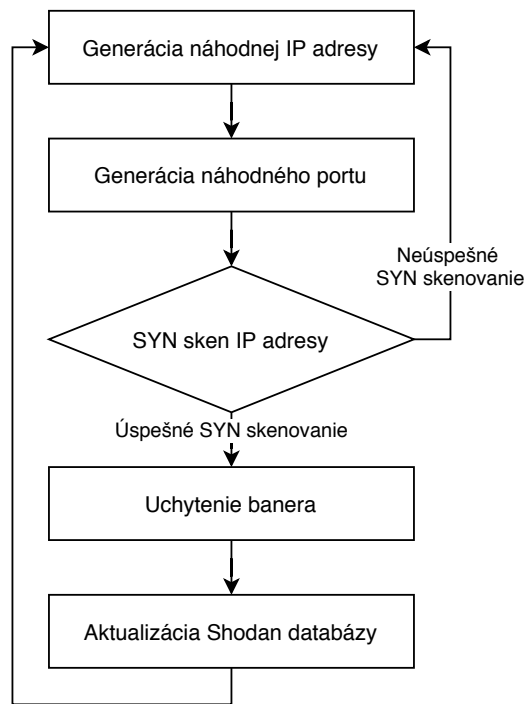 Generácia náhodnej IP adresy
Generácia náhodného portu
Neúspešné
SYN skenovanie
SYN sken IP adresy
Úspešné SYN skenovanie
Uchytenie banera
Aktualizácia Shodan databázy